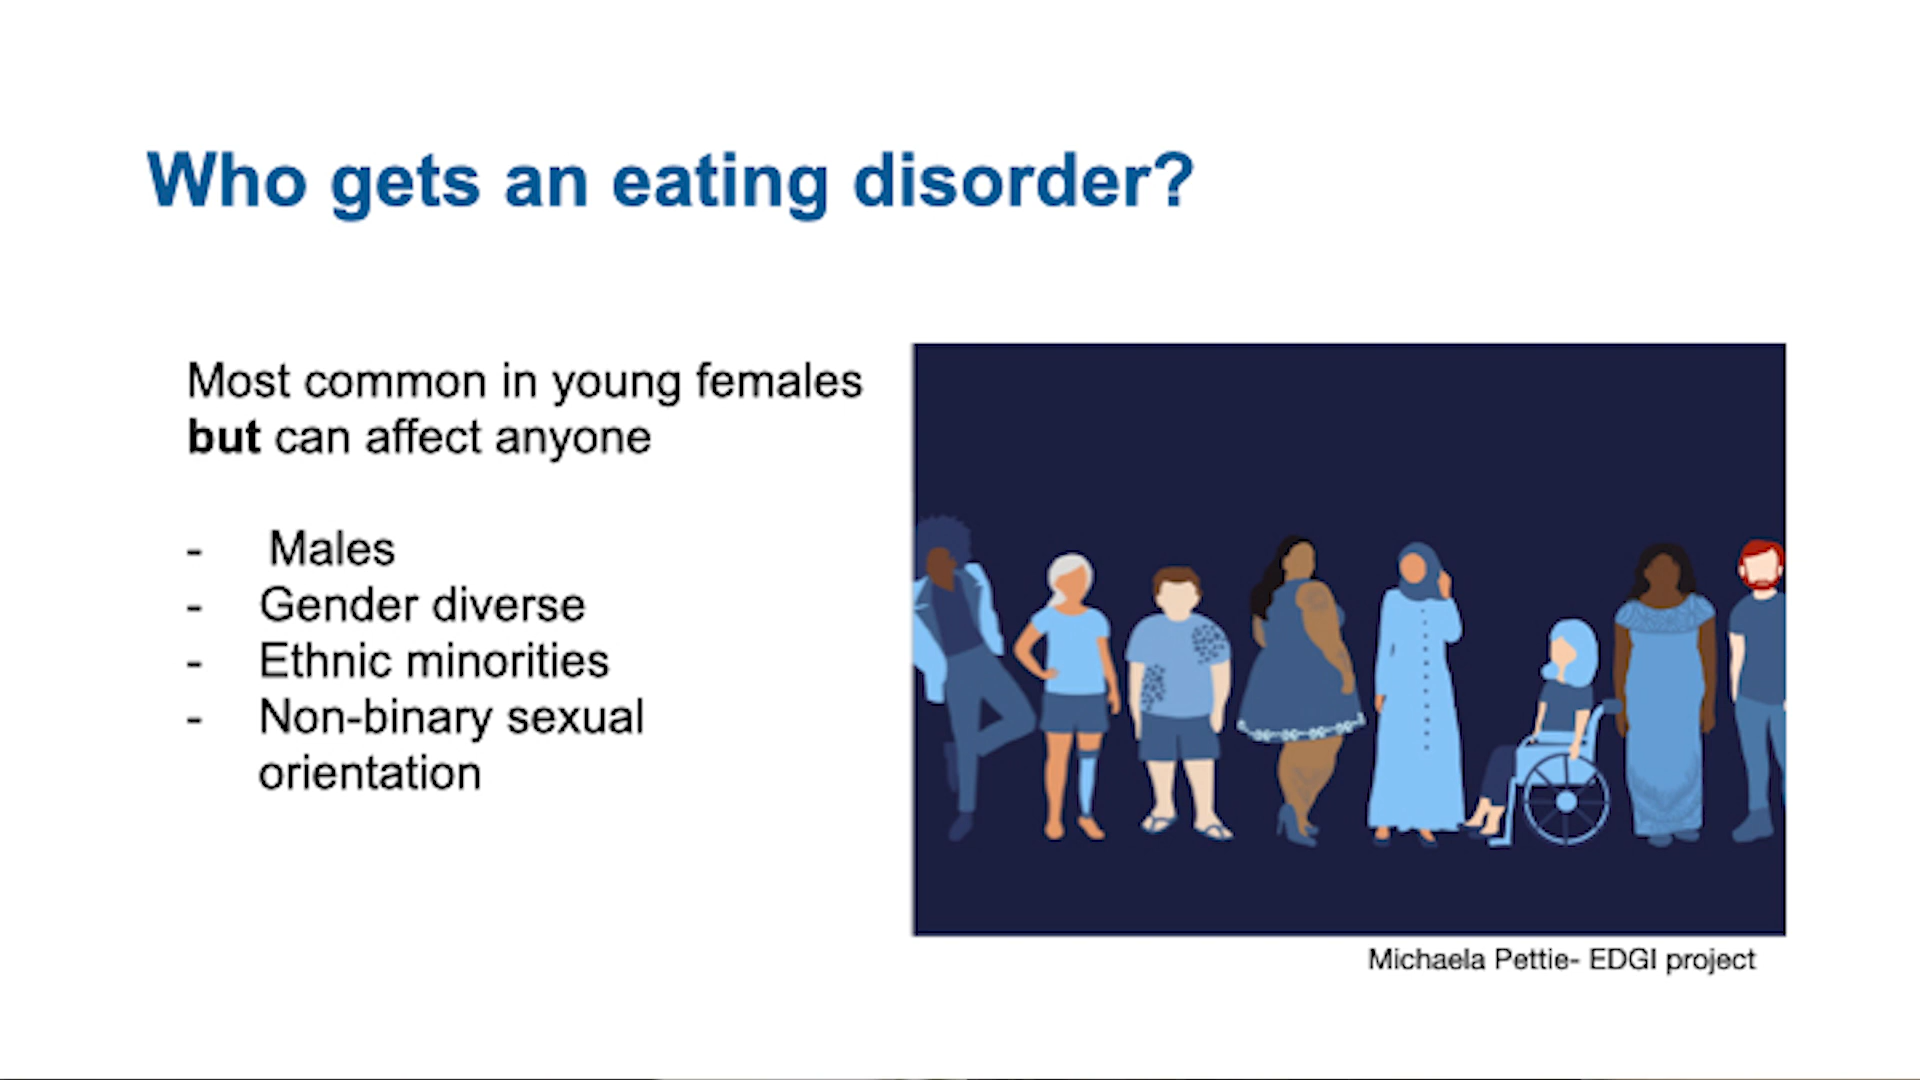 Who gets an eating disorder?
Most common in young females
but can affect anyone
- Males
- Gender diverse
- Ethnic minorities
- Non-binary sexual
orientation
Michaela Pettie- EDGI project